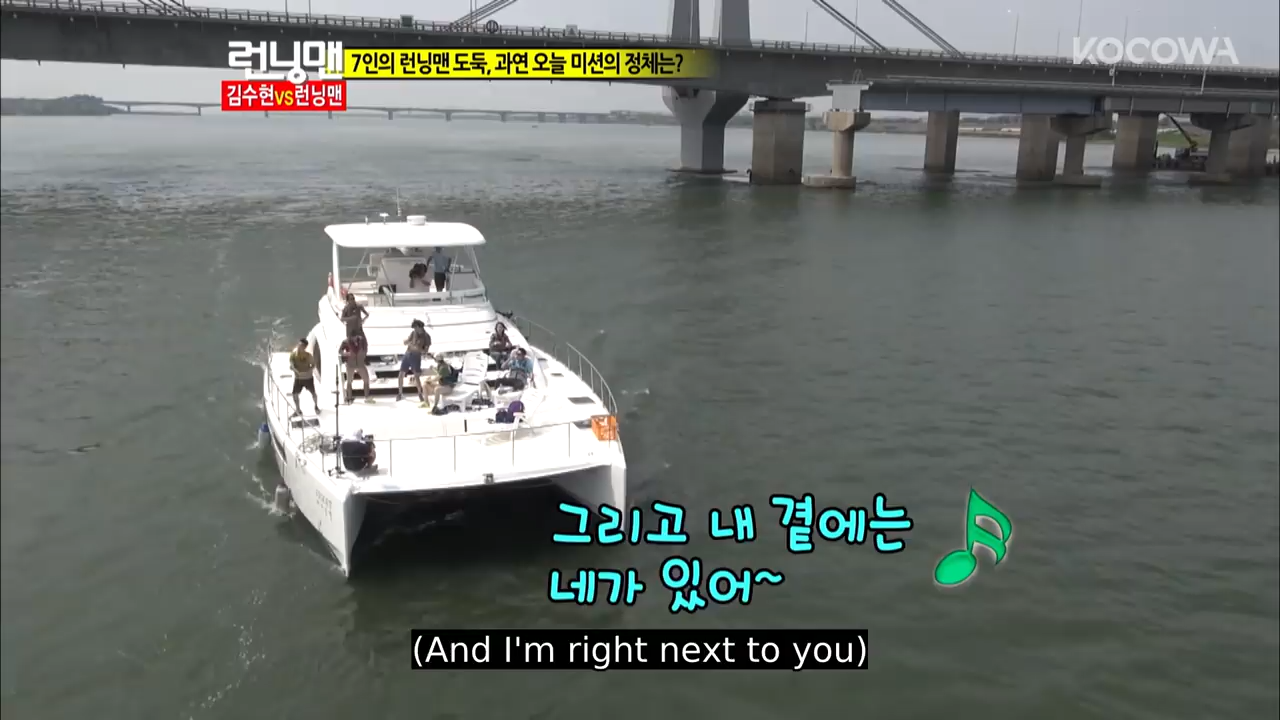 런닝맨
7인의 런닝맨 도둑, 과연 오늘 미션의 정체는?
KOCOWA
김수현vs런닝맨
그리고 내 곁에는
네가 있어~
(And I'm right next to you)